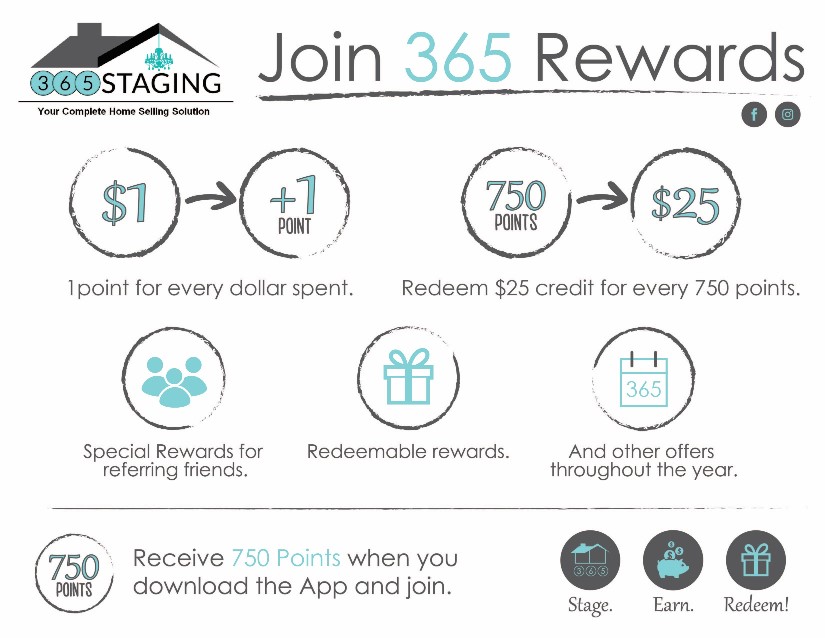 365STAGING
Your Complete Home Selling Solution
Join 365 Rewards
$1
+1
POINT
750
POINTS
$25
1point for every dollar spent.
Redeem $25 credit for every 750 points.
365
Special Rewards for
referring friends.
Redeemable rewards.
And other offers
throughout the year.
750
POINTS
Receive 750 Points when you
download the App and join.
365
Stage.
Earn.
Redeem!